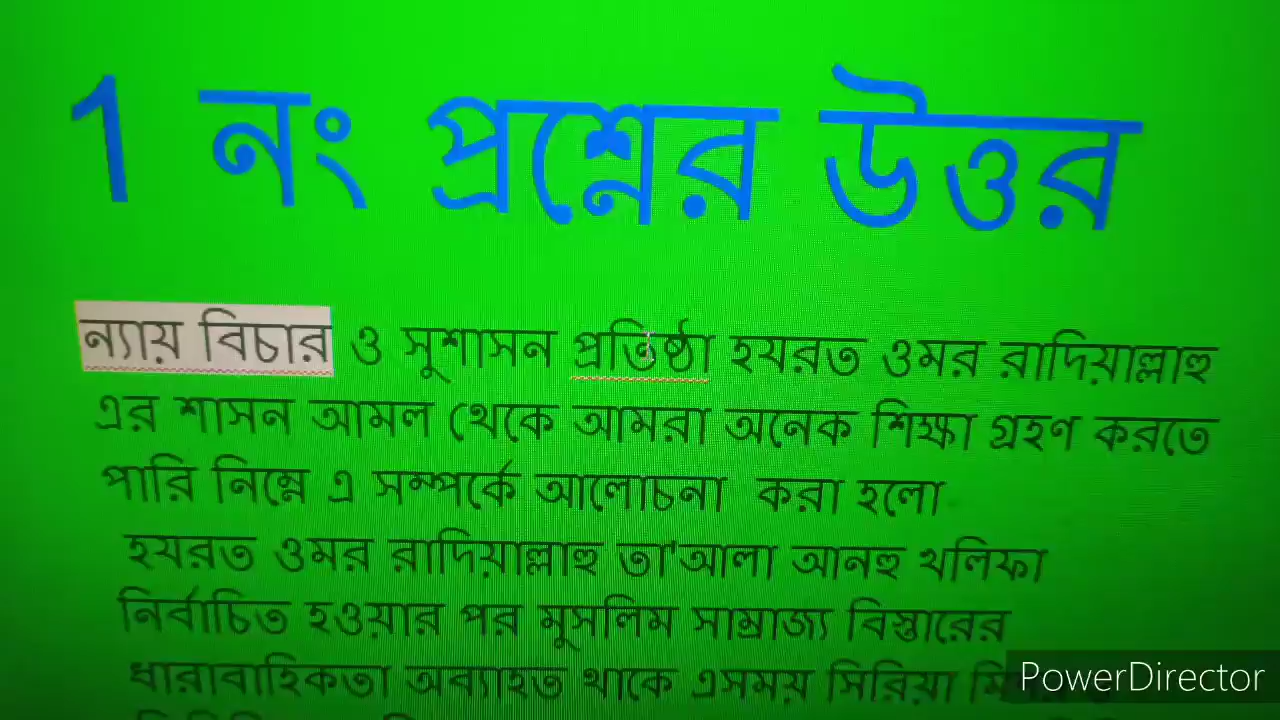 1 নং প্রশ্নের উত্তর
ন্যায় বিচার ও সুশাসন প্রতিষ্ঠা হযরত ওমর রাদিয়াল্লাহু
এর শাসন আমল থেকে আমরা অনেক শিক্ষা গ্রহণ করতে
পারি নিম্নে এ সম্পর্কে আলোচনা করা হলো
হযরত ওমর রাদিয়াল্লাহু তা'আলা আনহু খলিফা
নির্বাচিত হওয়ার পর মুসলিম সাম্রাজ্য বিস্তারের
ধারাবাহিকতা অব্যাহত থাকে এসময় সিরিয়া
PowerDirector